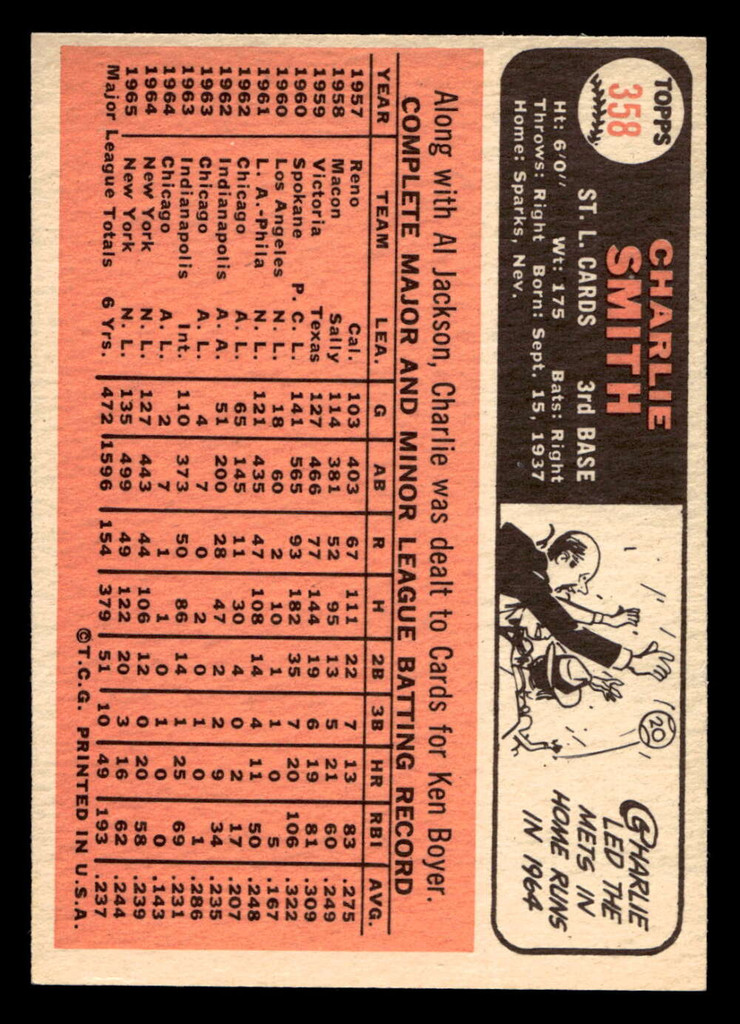 TOPPS
358
CHARLIE
SMITH
ST. L. CARDS 3rd BASE
Ht: 6'0" Wt: 175 Bats: Right
Throws: Right Born: Sept. 15, 1937
Home: Sparks, Nev.
20
CHARLIE
LED THE
METS IN
HOME RUNS
IN 1964
Along with Al Jackson, Charlie was dealt to Cards for Ken Boyer.
COMPLETE MAJOR AND MINOR LEAGUE BATTING RECORD
YEAR TEAM LEA. G AB R H 2B 3B HR RBI AVG.
1957 Reno Cal. 103 403 67 111 22 7 13 83 .275
1958 Macon Sally 114 381 52 95 13 5 21 60 .249
1959 Victoria Texas 127 466 77 144 19 6 19 81 .309
1960 Spokane P. C. L. 141 565 93 182 35 7 20 106 .322
1960 Los Angeles N. L. 18 60 2 10 1 1 0 5 .167
1961 L. A.-Phila N. L. 121 435 47 108 14 4 11 50 .248
1962 Chicago A. L. 65 145 11 30 4 0 2 17 .207
1962 Indianapolis A. A. 51 200 28 47 2 2 9 34 .235
1963 Chicago A. L. 4 7 0 2 0 1 0 1 .286
1963 Indianapolis Int. 110 373 50 86 14 1 25 69 .231
1964 Chicago A. L. 2 7 1 1 0 1 0 0 .143
1964 New York N. L. 127 443 44 106 12 0 20 58 .239
1965 New York N. L. 135 499 49 122 20 3 16 62 .244
Major League Totals 6 Yrs. 472 1596 154 379 51 10 49 193 .237
©T.C.G. PRINTED IN U.S.A.